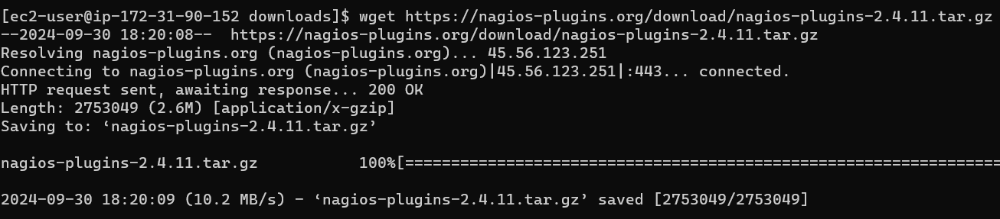 [ec2-user@ip-172-31-90-152 downloads]$ wget https://nagios-plugins.org/download/nagios-plugins-2.4.11.tar.gz
--2024-09-30 18:20:08--  https://nagios-plugins.org/download/nagios-plugins-2.4.11.tar.gz
Resolving nagios-plugins.org (nagios-plugins.org)... 45.56.123.251
Connecting to nagios-plugins.org (nagios-plugins.org)|45.56.123.251|:443... connected.
HTTP request sent, awaiting response... 200 OK
Length: 2753049 (2.6M) [application/x-gzip]
Saving to: ‘nagios-plugins-2.4.11.tar.gz’
nagios-plugins-2.4.11.tar.gz           100%[=================================================================
2024-09-30 18:20:09 (10.2 MB/s) - ‘nagios-plugins-2.4.11.tar.gz’ saved [2753049/2753049]